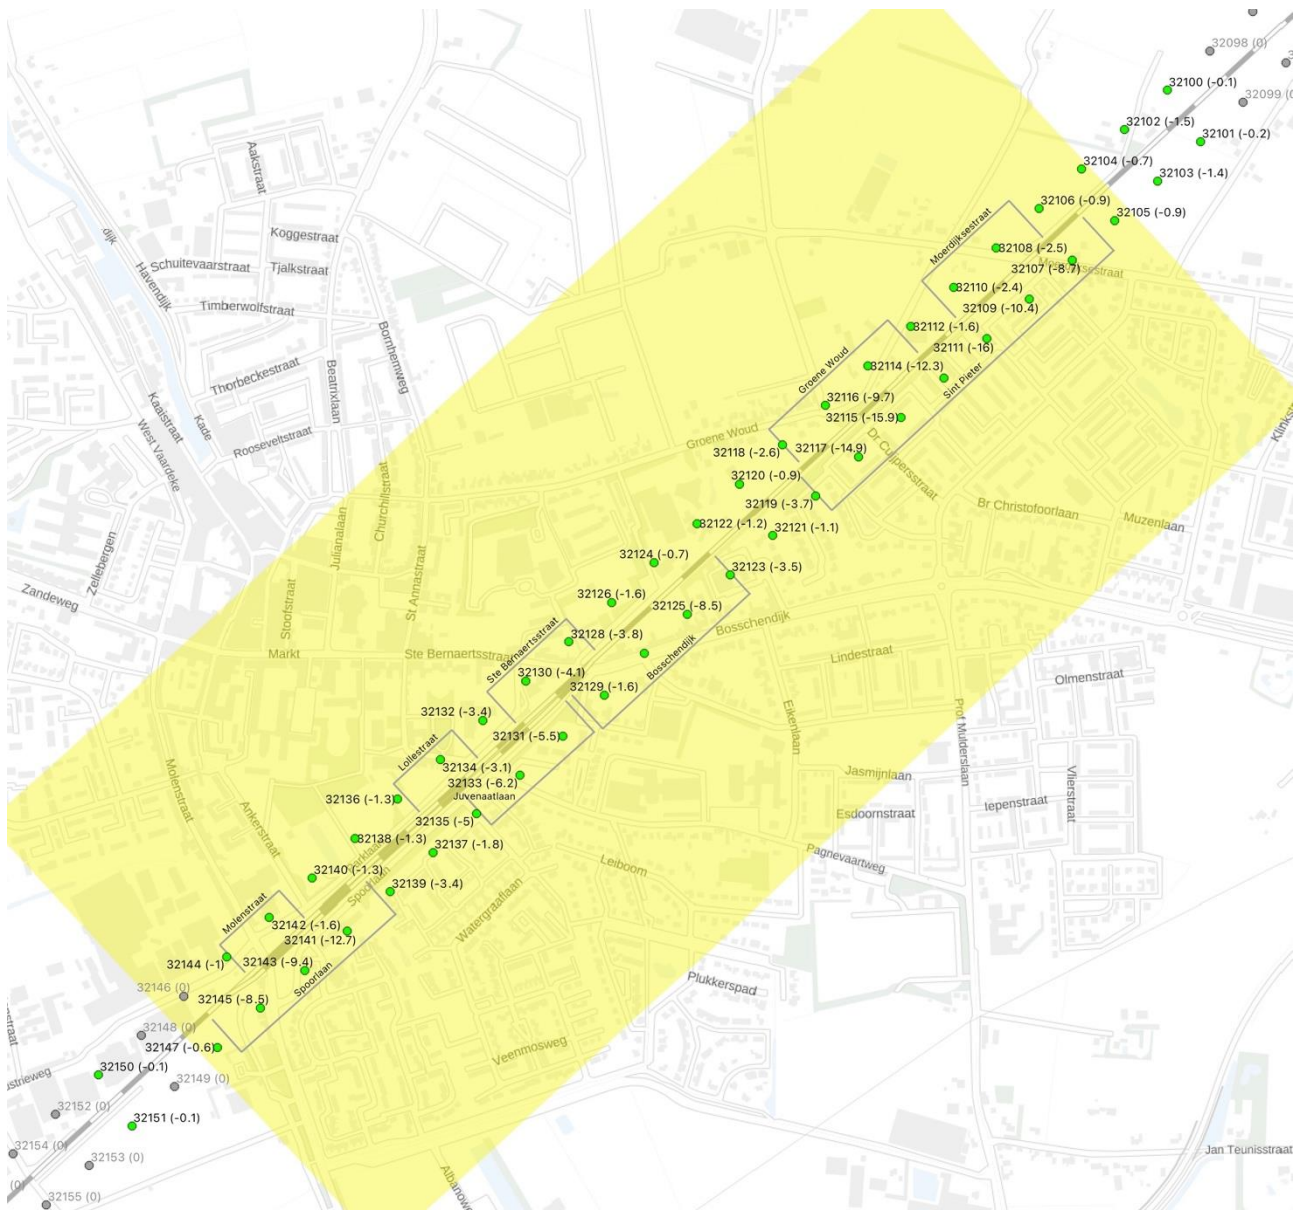 32098 (0)
32100 (-0.1)
32099 (0
32102 (-1.5)
32101 (-0.2)
32104 (-0.7)
32103 (-1.4)
Aakstraat
32106 (-0.9)
32105 (-0.9)
Moerdijksestraat
Koggestraat
dijk
32108 (-2.5)
Schuitevaarstraat
Tjalkstraat
32107 (-8.7)
Havendijk
32110 (-2.4)
Timberwolfstraat
32109 (-10.4)
Bornhemweg
32112 (-1.6)
32111 (-16)
Thorbeckestraat
Beatrixlaan
Groene Woud
32114 (-12.3)
Sint Pieter
Kaaistraat
Kade
32116 (-9.7)
32115 (-15.9)
West Vaardeke
Rooseveltstraat
Groene Woud
32118 (-2.6)
32117 (-14.9)
Dr Cuijpersstraat
32120 (-0.9)
Churchillstraat
32119 (-3.7)
Br Christofoorlaan
Muzenlaan
Julianalaan
32122 (-1.2)
32121 (-1.1)
Zellebergen
32124 (-0.7)
32123 (-3.5)
Zandeweg
St Annastraat
32126 (-1.6)
32125 (-8.5)
Stoofstraat
Bosschendijk
32128 (-3.8)
Ste Bernaertsstraat
Markt
Ste Bernaertsstraat
Bosschendijk
Lindestraat
32130 (-4.1)
32129 (-1.6)
Olmenstraat
32132 (-3.4)
Eikenlaan
Prof Mulderslaan
32131 (-5.5)
Lollestraat
32134 (-3.1)
32133 (-6.2)
Jasmijnlaan
Vlierstraat
Molenstraat
32136 (-1.3)
Juvenaatlaan
Iepenstraat
32135 (-5)
Esdoornstraat
Ankerstraat
32138 (-1.3)
32137 (-1.8)
Parklaan
Leiboom
Pagnevaartweg
32140 (-1.3)
Spoorlaan
32139 (-3.4)
Molenstraat
32142 (-1.6)
Watergraaflaan
32141 (-12.7)
32144 (-1)
32143 (-9.4)
Spoorlaan
32146 (0)
32145 (-8.5)
Plukkerspad
32148 (0)
32147 (-0.6)
Veenmosweg
32150 (-0.1)
32149 (0)
ustrieweg
32152 (0)
32151 (-0.1)
32154 (0)
32153 (0)
Jan Teunisstraat
(0)
32155 (0)